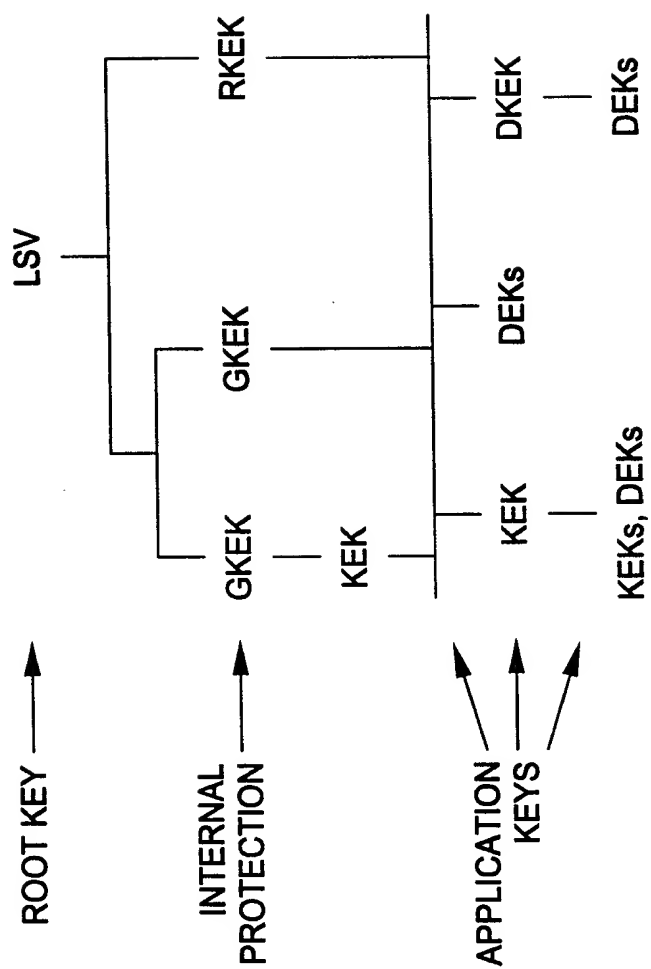 ROOT KEY
LSV
INTERNAL
PROTECTION
GKEK
GKEK
RKEK
KEK
APPLICATION
KEYS
KEK
DEKs
DKEK
KEKs, DEKs
DEKs